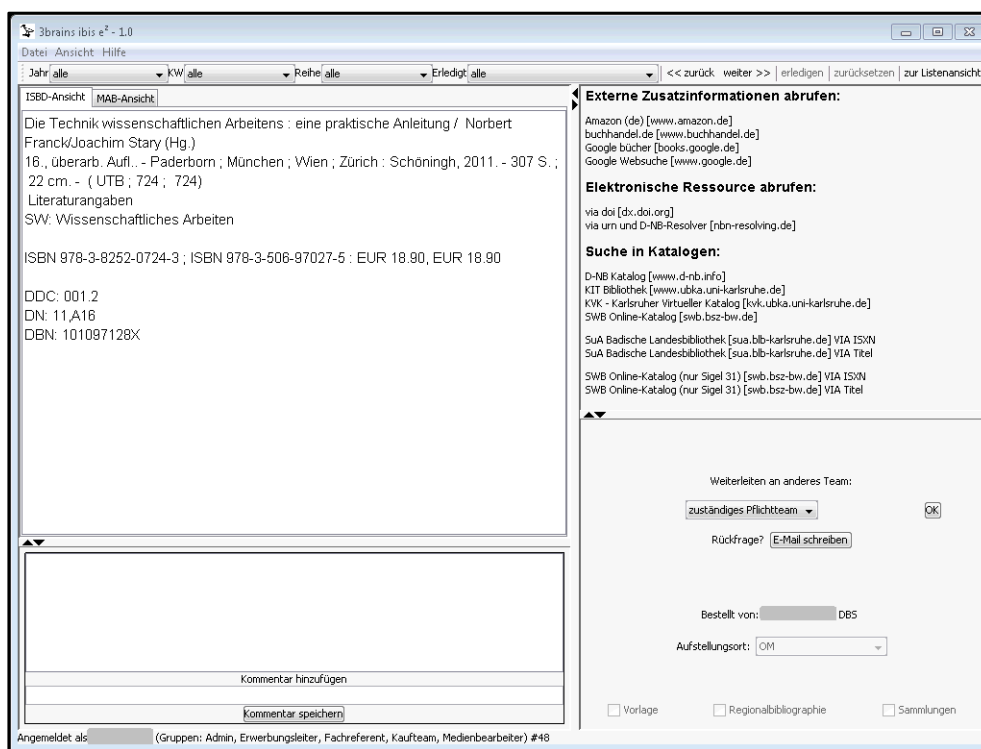 3brains ibis e² - 1.0
Datei Ansicht Hilfe
Jahr alle KW alle Reihe alle Erledigt alle << zurück weiter >> erledigen zurücksetzen zur Listenansicht
ISBD-Ansicht MAB-Ansicht
Die Technik wissenschaftlichen Arbeitens : eine praktische Anleitung / Norbert
Franck/Joachim Stary (Hg.)
16., überarb. Aufl.. - Paderborn ; München ; Wien ; Zürich : Schöningh, 2011. - 307 S. ;
22 cm. - ( UTB ; 724 ; 724)
Literaturangaben
SW: Wissenschaftliches Arbeiten
ISBN 978-3-8252-0724-3 ; ISBN 978-3-506-97027-5 : EUR 18.90, EUR 18.90
DDC: 001.2
DN: 11,A16
DBN: 101097128X
Kommentar hinzufügen
Kommentar speichern
Externe Zusatzinformationen abrufen:
Amazon (de) [www.amazon.de]
buchhandel.de [www.buchhandel.de]
Google bücher [books.google.de]
Google Websuche [www.google.de]
Elektronische Ressource abrufen:
via doi [dx.doi.org]
via urn und D-NB-Resolver [nbn-resolving.de]
Suche in Katalogen:
D-NB Katalog [www.d-nb.info]
KIT Bibliothek [www.ubka.uni-karlsruhe.de]
KVK - Karlsruher Virtueller Katalog [kvk.ubka.uni-karlsruhe.de]
SWB Online-Katalog [swb.bsz-bw.de]
SuA Badische Landesbibliothek [sua.blb-karlsruhe.de] VIA ISXN
SuA Badische Landesbibliothek [sua.blb-karlsruhe.de] VIA Titel
SWB Online-Katalog (nur Sigel 31) [swb.bsz-bw.de] VIA ISXN
SWB Online-Katalog (nur Sigel 31) [swb.bsz-bw.de] VIA Titel
Weiterleiten an anderes Team:
zuständiges Pflichtteam OK
Rückfrage? E-Mail schreiben
Bestellt von: DBS
Aufstellungsort: OM
Vorlage Regionalbibliographie Sammlungen
Angemeldet als (Gruppen: Admin, Erwerbungsleiter, Fachreferent, Kaufteam, Medienbearbeiter) #48